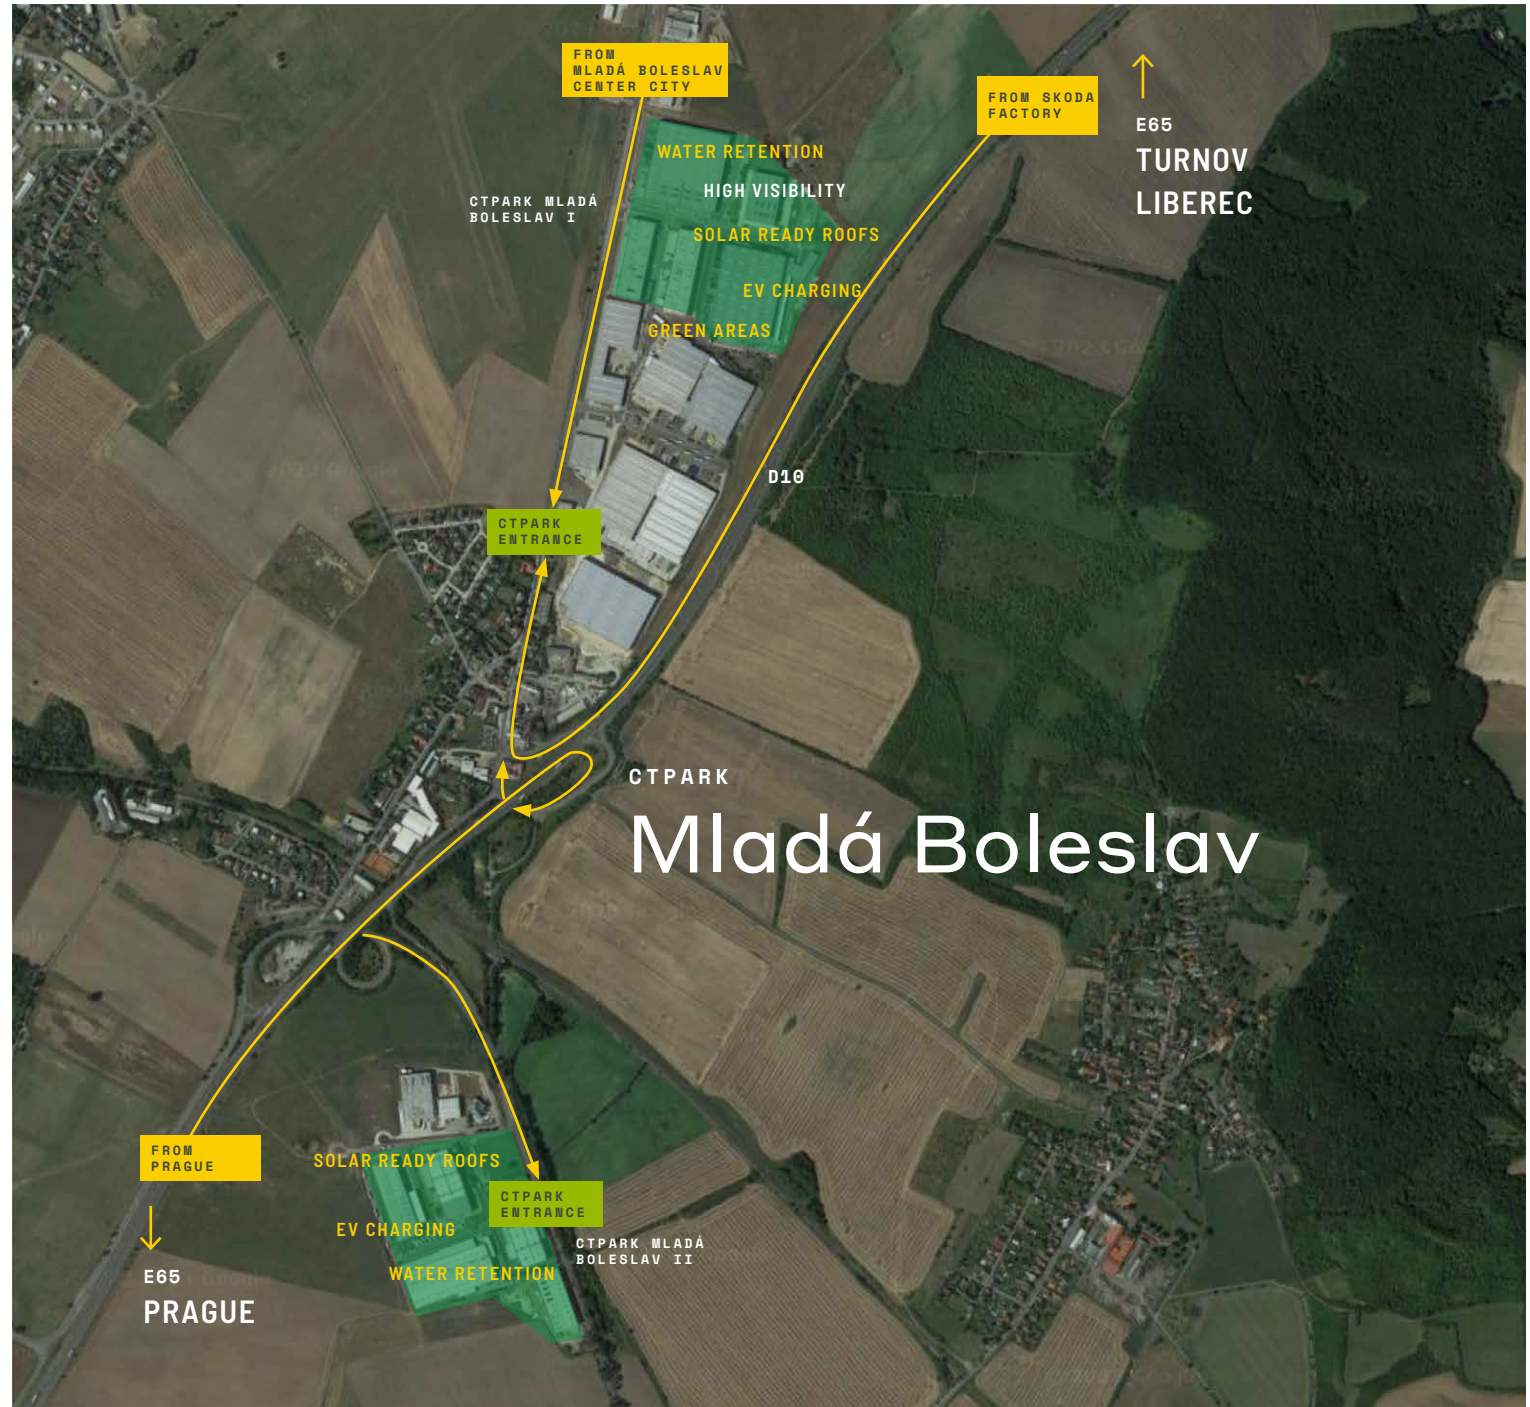 FROM
MLADÁ BOLESLAV
CENTER CITY
FROM SKODA
FACTORY
E65
TURNOV
LIBEREC
WATER RETENTION
HIGH VISIBILITY
CTPARK MLADÁ
BOLESLAV I
SOLAR READY ROOFS
EV CHARGING
GREEN AREAS
D10
CTPARK
ENTRANCE
CTPARK
Mladá Boleslav
FROM
PRAGUE
SOLAR READY ROOFS
CTPARK
ENTRANCE
EV CHARGING
CTPARK MLADÁ
BOLESLAV II
WATER RETENTION
E65
PRAGUE